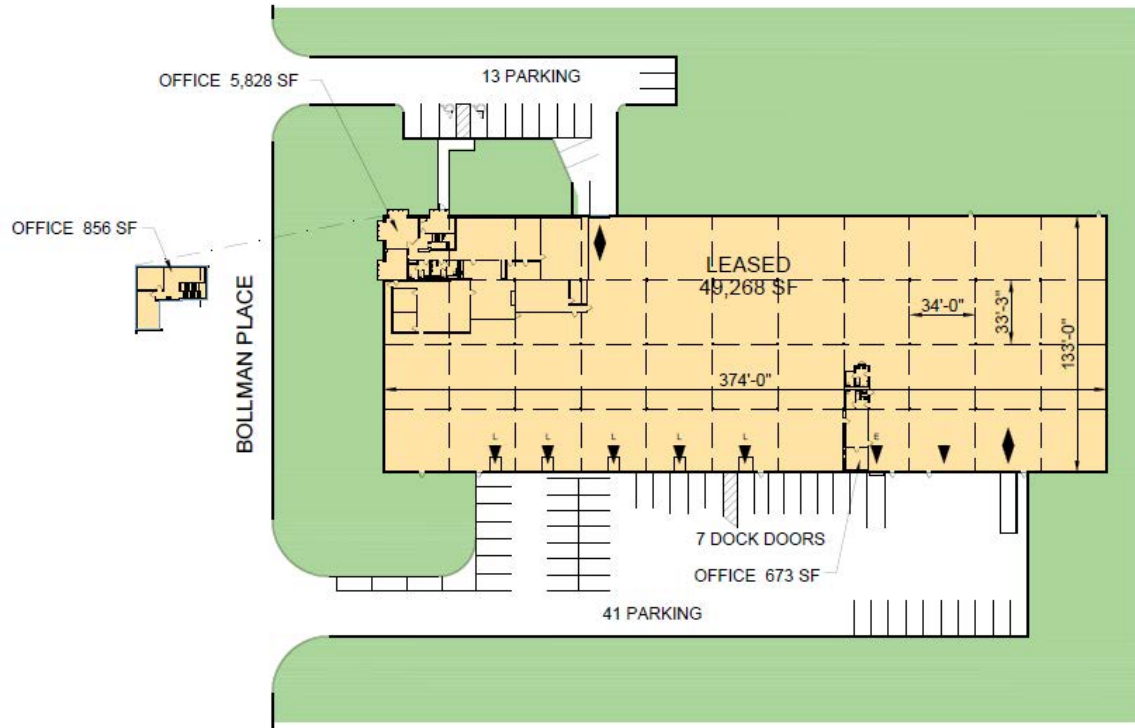 13 PARKING
OFFICE 5,828 SF
OFFICE 856 SF
BOLLMAN PLACE
LEASED
49,268 SF
34'-0"
33'-3"
133'-0"
374'-0"
L
L
L
L
L
E
7 DOCK DOORS
OFFICE 673 SF
41 PARKING